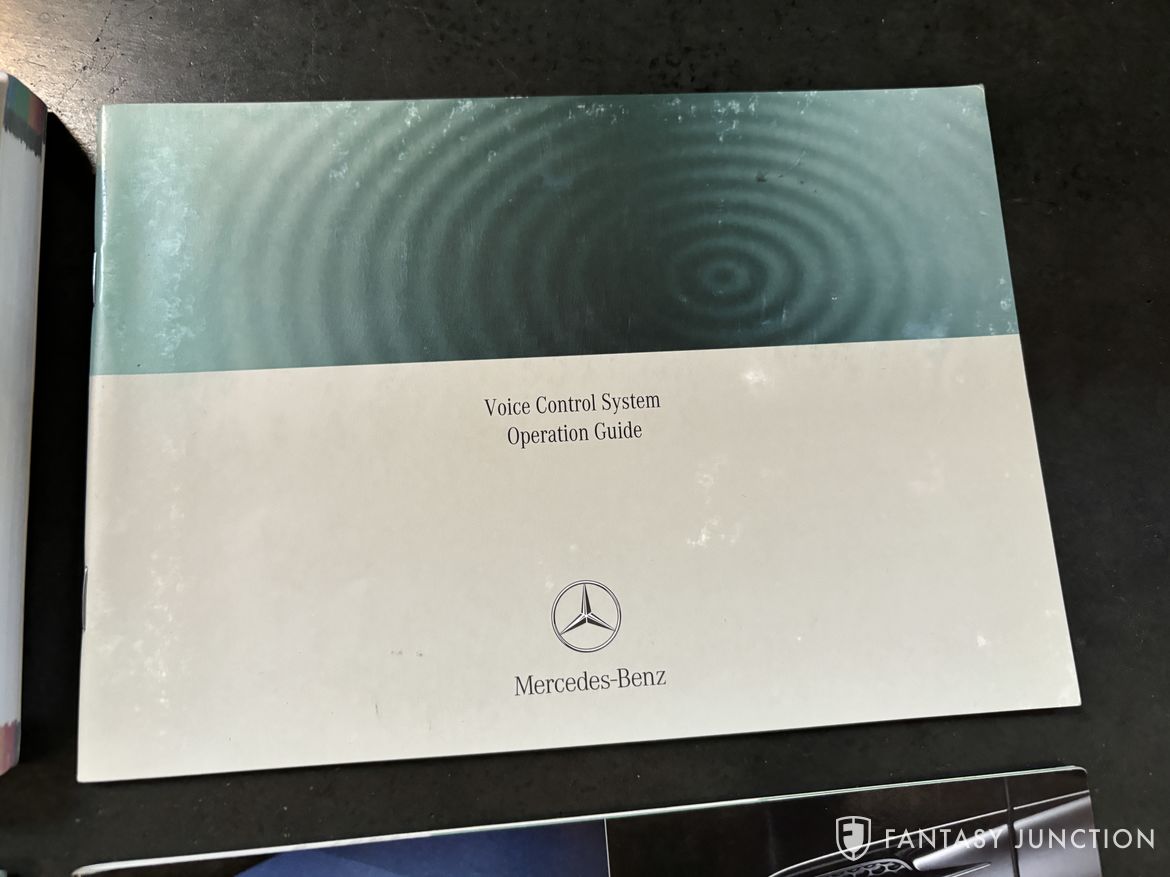 Voice Control System
Operation Guide
Mercedes-Benz
FANTASY JUNCTION